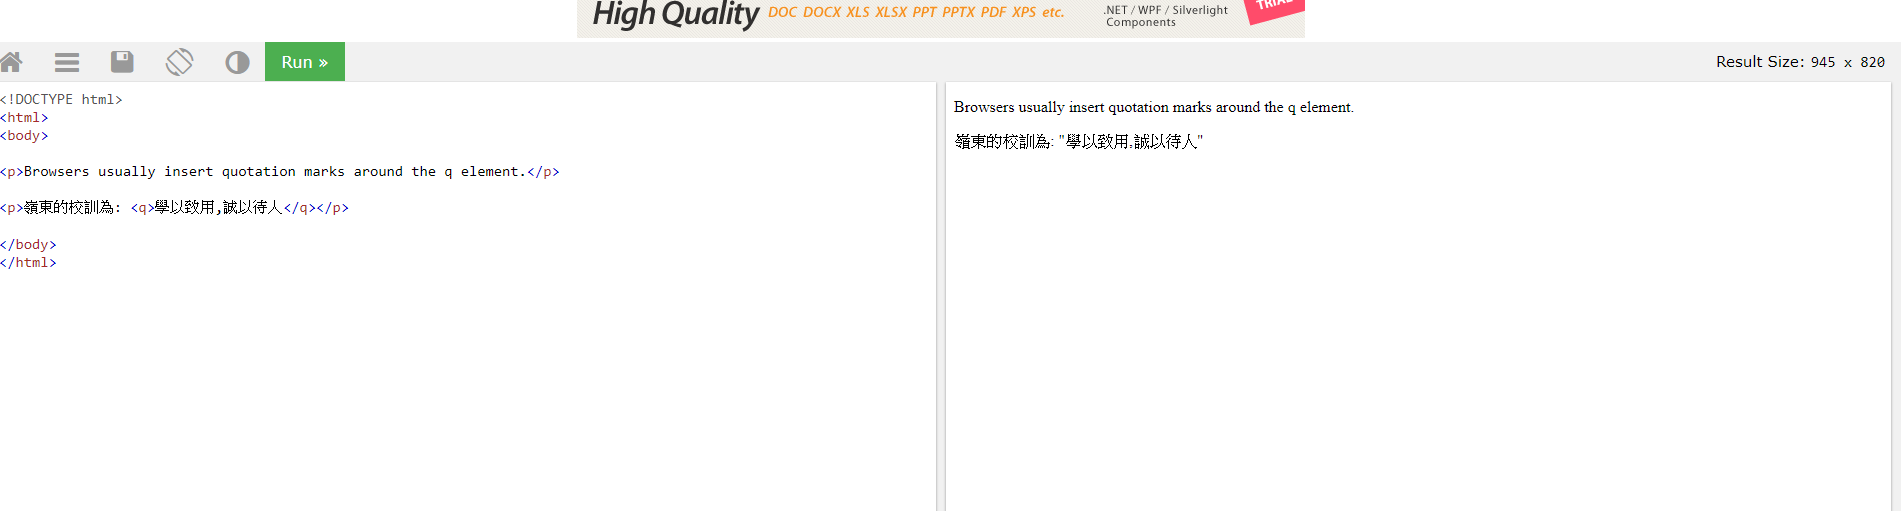 High Quality DOC DOCX XLS XLSX PPT PPTX PDF XPS etc. .NET / WPF / Silverlight
Components
TRIAL
Run »
Result Size: 945 x 820
<!DOCTYPE html>
<html>
<body>
<p>Browsers usually insert quotation marks around the q element.</p>
<p>嶺東的校訓為: <q>學以致用,誠以待人</q></p>
</body>
</html>
Browsers usually insert quotation marks around the q element.
嶺東的校訓為: "學以致用,誠以待人"